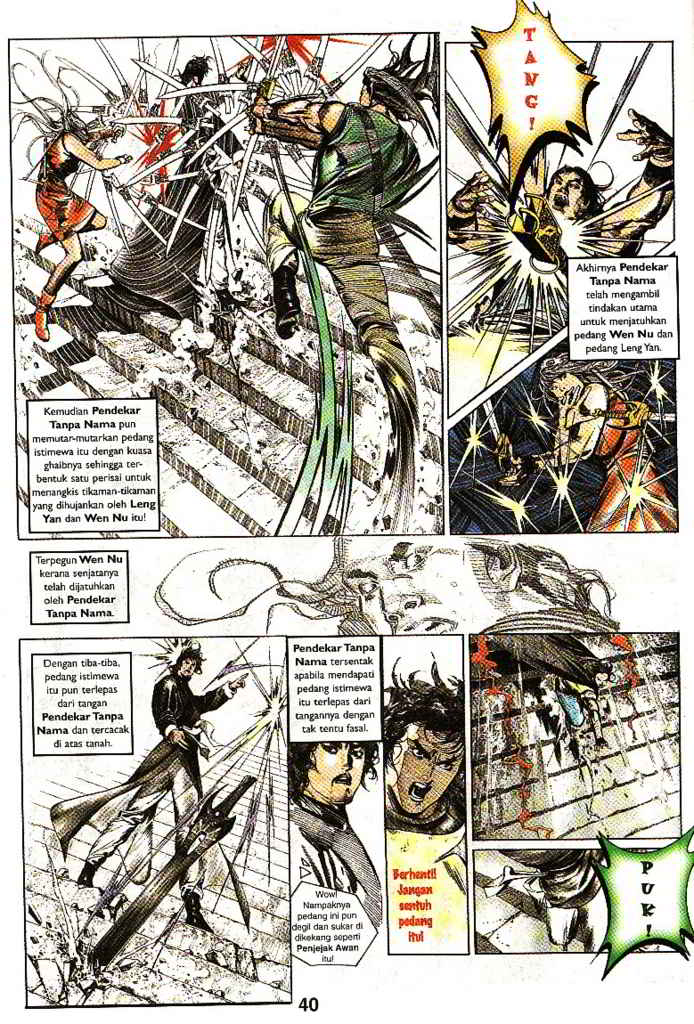 TANG!
Kemudian Pendekar
Tanpa Nama pun
memutar-mutarkan pedang
istimewa itu dengan kuasa
ghaibnya sehingga ter-
bentuk satu perisai untuk
menangkis tikaman-tikaman
yang dihujankan oleh Leng
Yan dan Wen Nu itu!
Akhirnya Pendekar
Tanpa Nama
telah mengambil
tindakan utama
untuk menjatuhkan
pedang Wen Nu dan
pedang Leng Yan.
Terpegun Wen Nu
kerana senjatanya
telah dijatuhkan
oleh Pendekar
Tanpa Nama.
Dengan tiba-tiba,
pedang istimewa
itu pun terlepas
dari tangan
Pendekar Tanpa
Nama dan tercacak
di atas tanah.
Pendekar Tanpa
Nama tersentak
apabila mendapati
pedang istimewa
itu terlepas dari
tangannya dengan
tak tentu fasal.
Wow!
Nampaknya
pedang ini pun
degil dan sukar di
dikekang seperti
Penjejak Awan
itu!
Berhenti!
Jangan
sentuh
pedang
itu!
PUK!
40